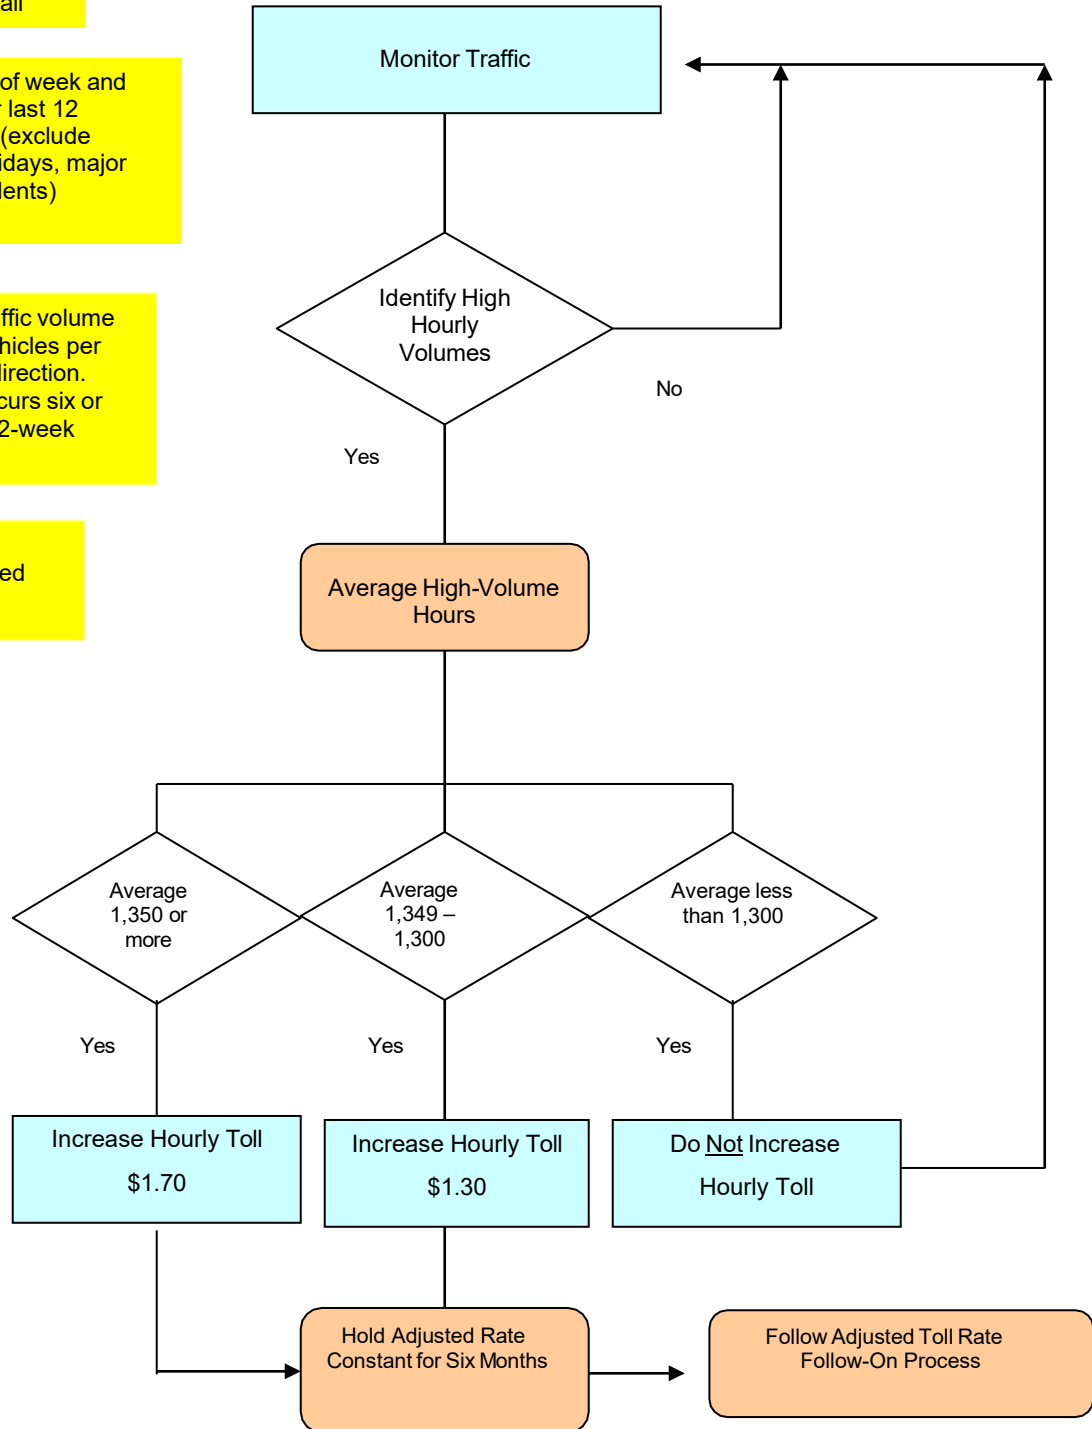 all
of week and
r last 12
(exclude
idays, major
lents)
ffic volume
hicles per
direction.
curs six or
2-week
ed
Monitor Traffic
Identify High
Hourly
Volumes
No
Yes
Average High-Volume
Hours
Average
1,350 or
more
Average
1,349 –
1,300
Average less
than 1,300
Yes
Yes
Yes
Increase Hourly Toll
$1.70
Increase Hourly Toll
$1.30
Do Not Increase
Hourly Toll
Hold Adjusted Rate
Constant for Six Months
Follow Adjusted Toll Rate
Follow-On Process